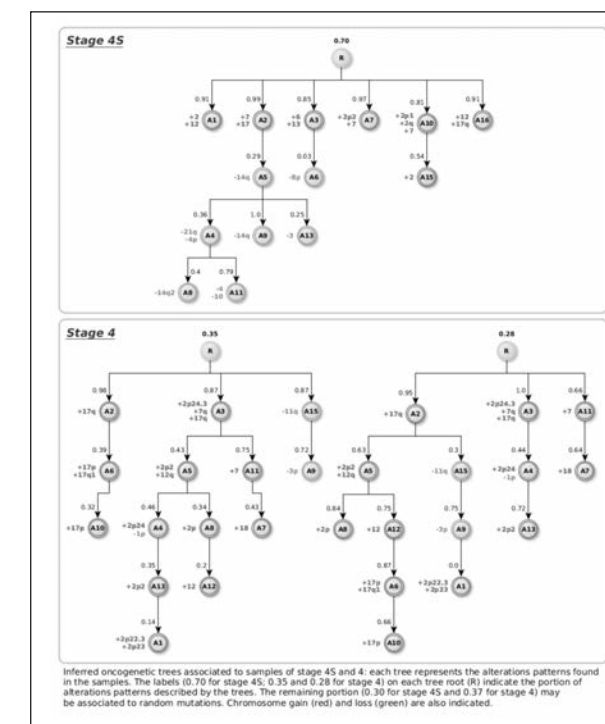 Stage 4S
0.70
R
0.91 0.99 0.85 0.97 0.81 0.91
+2 +12 A1 +7 +17 A2 +6 +13 A3 +2p2 +7 A7 +2p1 +2q +7 A10 +12 +17q A16
0.29 0.03 0.54
-14q A5 -8p A6 +2 A15
0.36 1.0 0.25
-21q -4p A4 -14q A9 -3 A13
0.4 0.79
-14q2 A8 -4 -10 A11
Stage 4
0.35 0.28
R R
0.98 0.87 0.87 0.95 1.0 0.66
+17q A2 +2p24.3 +7q +17q A3 -11q A15 +17q A2 +2p24.3 +7q +17q A3 +7 A11
0.39 0.43 0.75 0.72 0.63 0.3 0.44 0.64
+17p +17q1 A6 +2p2 +12q A5 +7 A11 -3p A9 +2p2 +12q A5 -11q A15 +2p24 -1p A4 +18 A7
0.32 0.46 0.34 0.43 0.84 0.75 0.75 0.72
+17p A10 +2p24 -1p A4 +2p A8 +18 A7 +2p A8 +12 A12 -3p A9 +2p2 A13
0.35 0.2 0.87 0.0
+2p2 A13 +12 A12 +17p +17q1 A6 +2p22.3 +2p23 A1
0.14 0.66
+2p22.3 +2p23 A1 +17p A10
Inferred oncogenetic trees associated to samples of stage 4S and 4: each tree represents the alterations patterns found
in the samples. The labels (0.70 for stage 4S; 0.35 and 0.28 for stage 4) on each tree root (R) indicate the portion of
alterations patterns described by the trees. The remaining portion (0.30 for stage 4S and 0.37 for stage 4) may
be associated to random mutations. Chromosome gain (red) and loss (green) are also indicated.